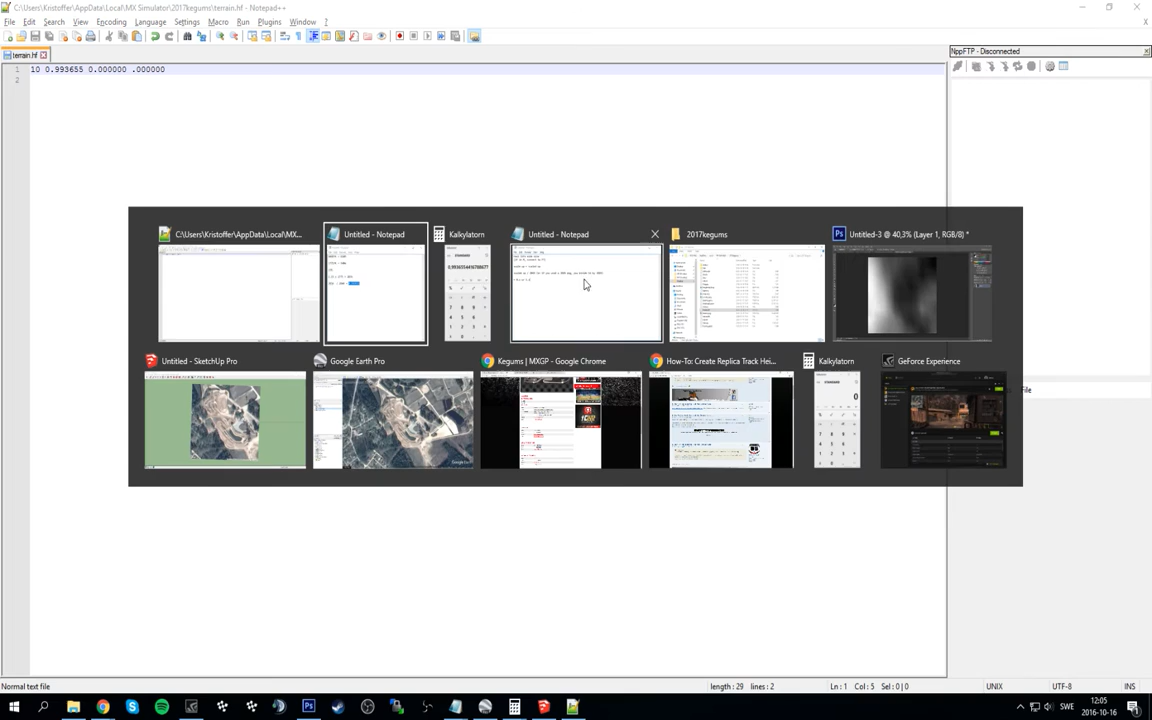 C:\Users\Kristoffer\AppData\Local\MX Simulator\2017kegums\terrain.hf - Notepad++
File Edit Search View Encoding Language Settings Macro Run Plugins Window ?
X
terrain.hf
NppFTP - Disconnected
1 10 0.993655 0.000000 .000000
2
C:\Users\Kristoffer\AppData\Local\MX...
Untitled - Notepad
Kalkylatorn
Untitled - Notepad
2017kegums
Untitled-3 @ 40,3% (Layer 1, RGB/8) *
Untitled - SketchUp Pro
Google Earth Pro
Kegums | MXGP - Google Chrome
How-To: Create Replica Track Hei...
Kalkylatorn
GeForce Experience
File
Normal text file
length : 29 lines : 2
Ln : 1 Col : 5 Sel : 0 | 0
UNIX
UTF-8
INS
SWE
12:05
2016-10-16